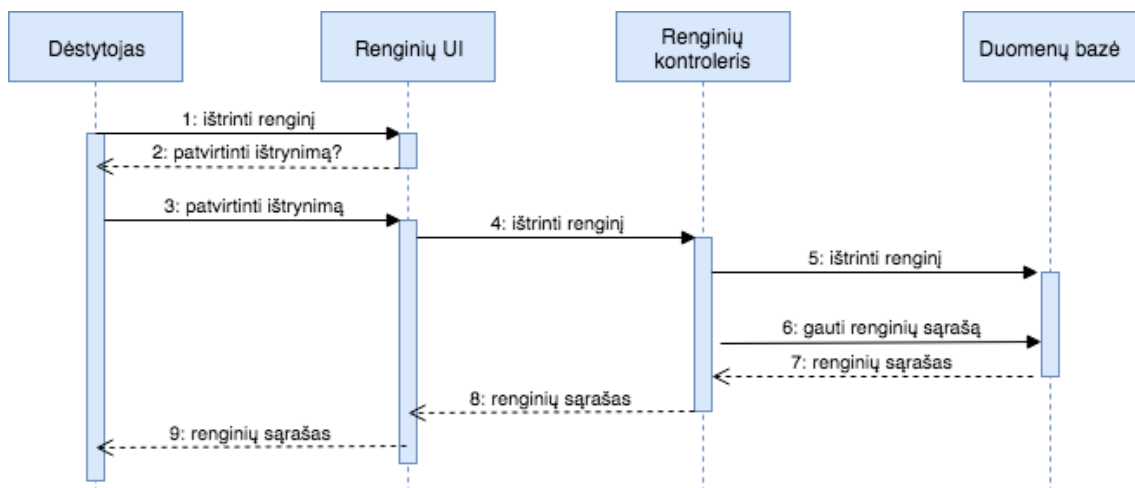 Dėstytojas
Renginių UI
Renginių
kontroleris
Duomenų bazė
1: ištrinti renginį
2: patvirtinti ištrynimą?
3: patvirtinti ištrynimą
4: ištrinti renginį
5: ištrinti renginį
6: gauti renginių sąrašą
7: renginių sąrašas
8: renginių sąrašas
9: renginių sąrašas